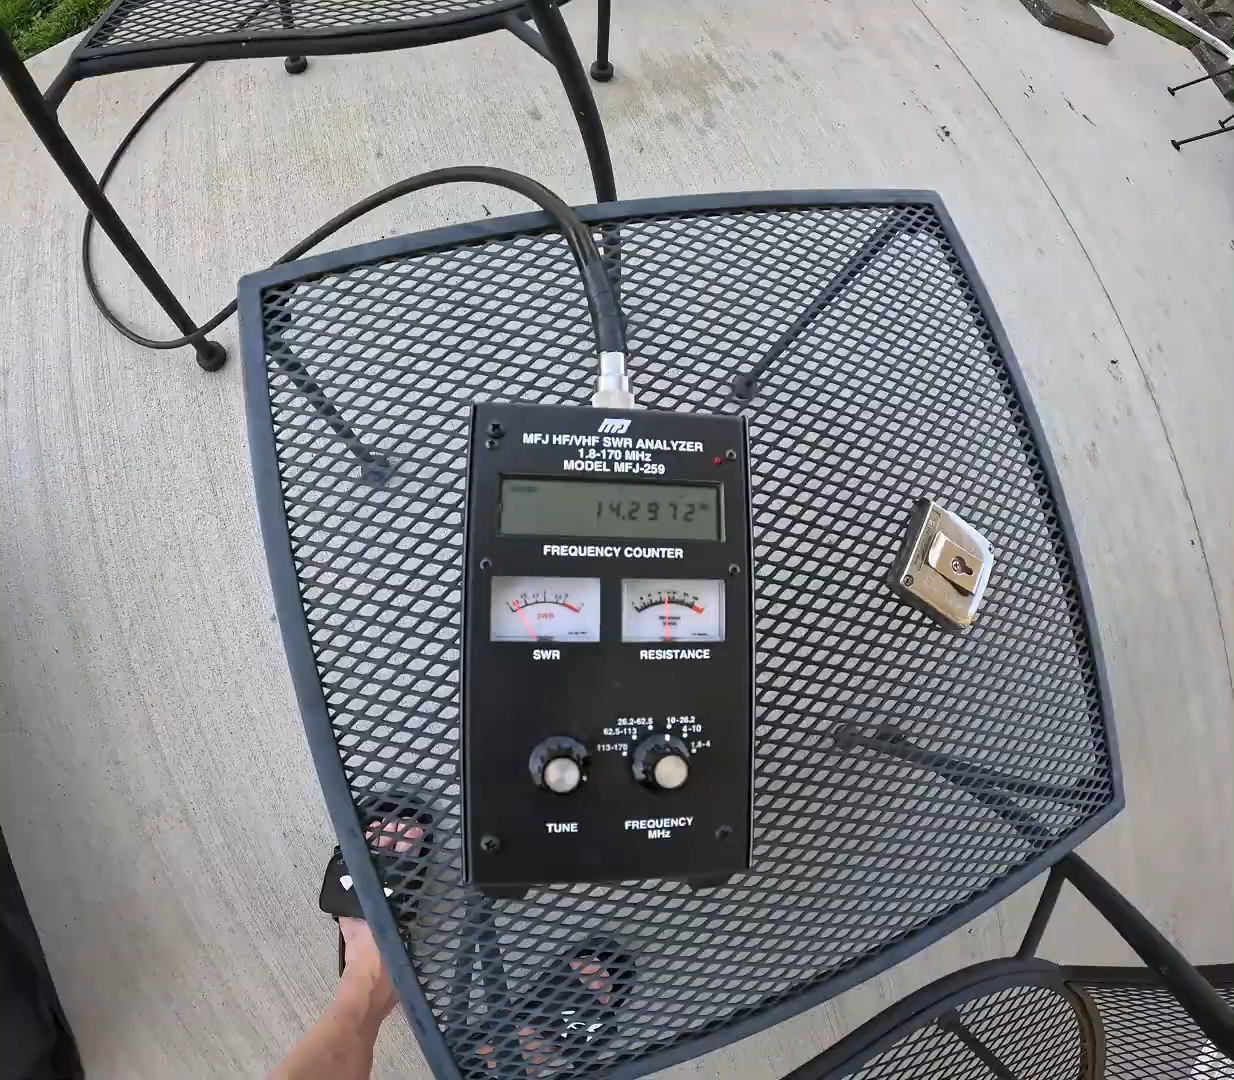 MFJ
MFJ HF/VHF SWR ANALYZER
1.8-170 MHz
MODEL MFJ-259
14.2972
FREQUENCY COUNTER
SWR
SWR
RESISTANCE
26.2-62.5
10-26.2
62.5-113
4-10
113-170
1.8-4
TUNE
FREQUENCY
MHz